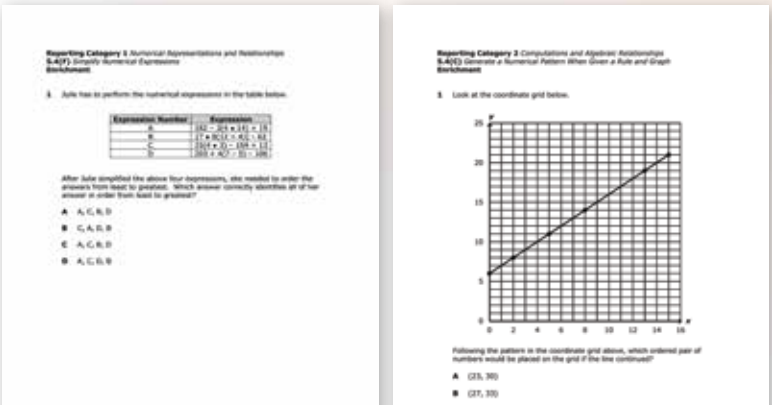 Reporting Category 1 Numerical Representations and Relationships
5.4(F) Simplify Numerical Expressions
Enrichment
1 Julie has to perform the numerical expressions in the table below.
Expression Number Expression
A.
B.
C.
D.
After Julie simplified the above four expressions, she needed to order the
answers from least to greatest. Which answer correctly identifies all of her
answer in order from least to greatest?
A A, C, B, D
B C, A, D, B
C A, C, B, D
D A, C, D, B
Reporting Category 2 Computations and Algebraic Relationships
5.4(C) Generate a Numerical Pattern When Given a Rule and Graph
Enrichment
1 Look at the coordinate grid below.
y
25
20
15
10
5
0
0 2 4 6 8 10 12 14 16 x
Following the pattern in the coordinate grid above, which ordered pair of
numbers would be placed on the grid if the line continued?
A (23, 30)
B (27, 33)